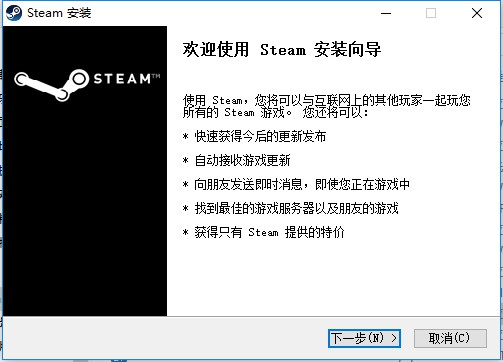 Steam 安装
STEAM™
欢迎使用 Steam 安装向导
使用 Steam，您将可以与互联网上的其他玩家一起玩您
所有的 Steam 游戏。 您还将可以：
* 快速获得今后的更新发布
* 自动接收游戏更新
* 向朋友发送即时消息，即使您正在游戏中
* 找到最佳的游戏服务器以及朋友的游戏
* 获得只有 Steam 提供的特价
下一步(N) >
取消(C)